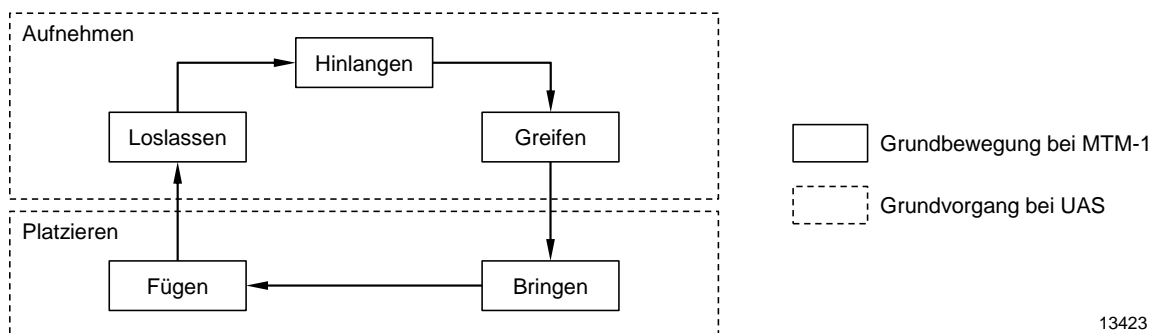 Aufnehmen
Hinlangen
Loslassen
Greifen
Grundbewegung bei MTM-1
Grundvorgang bei UAS
Platzieren
Fügen
Bringen
13423